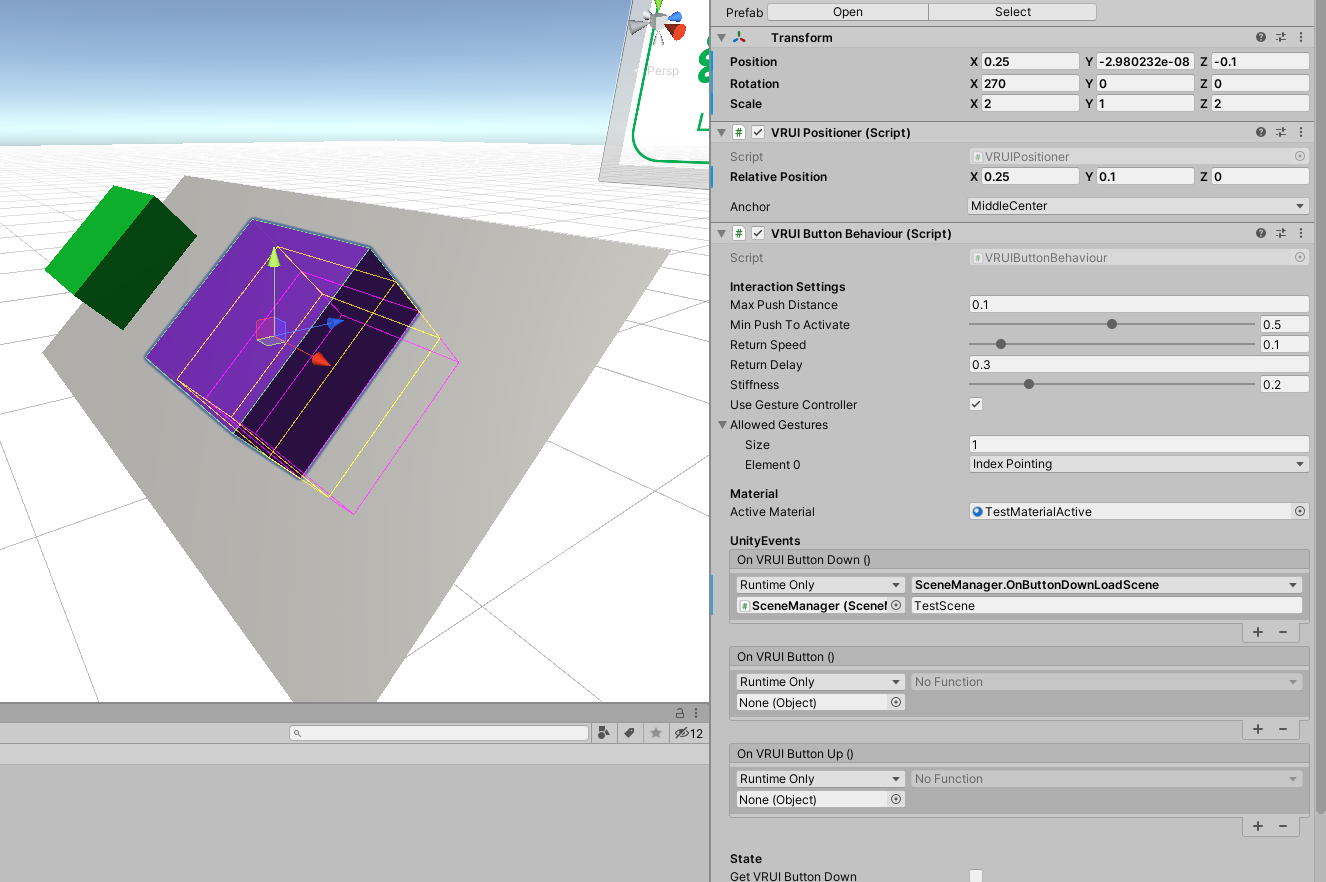 Prefab Open Select
Transform
Position X 0.25 Y -2.980232e-08 Z -0.1
Rotation X 270 Y 0 Z 0
Scale X 2 Y 1 Z 2
VRUI Positioner (Script)
Script # VRUIPositioner
Relative Position X 0.25 Y 0.1 Z 0
Anchor MiddleCenter
VRUI Button Behaviour (Script)
Script # VRUIButtonBehaviour
Interaction Settings
Max Push Distance 0.1
Min Push To Activate 0.5
Return Speed 0.1
Return Delay 0.3
Stiffness 0.2
Use Gesture Controller
Allowed Gestures
Size 1
Element 0 Index Pointing
Material
Active Material TestMaterialActive
UnityEvents
On VRUI Button Down ()
Runtime Only SceneManager.OnButtonDownLoadScene
SceneManager (Scene TestScene
On VRUI Button ()
Runtime Only No Function
None (Object)
On VRUI Button Up ()
Runtime Only No Function
None (Object)
State
Get VRUI Button Down
Persp
12